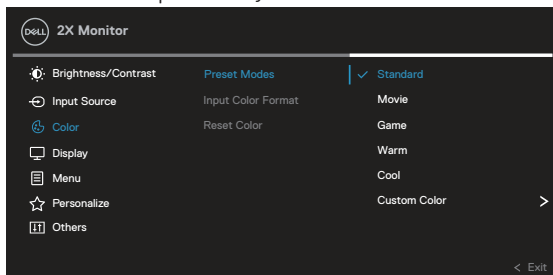 DELL 2X Monitor
Brightness/Contrast Preset Modes Standard
Input Source Input Color Format Movie
Color Reset Color Game
Display Warm
Menu Cool
Personalize Custom Color >
Others
< Exit